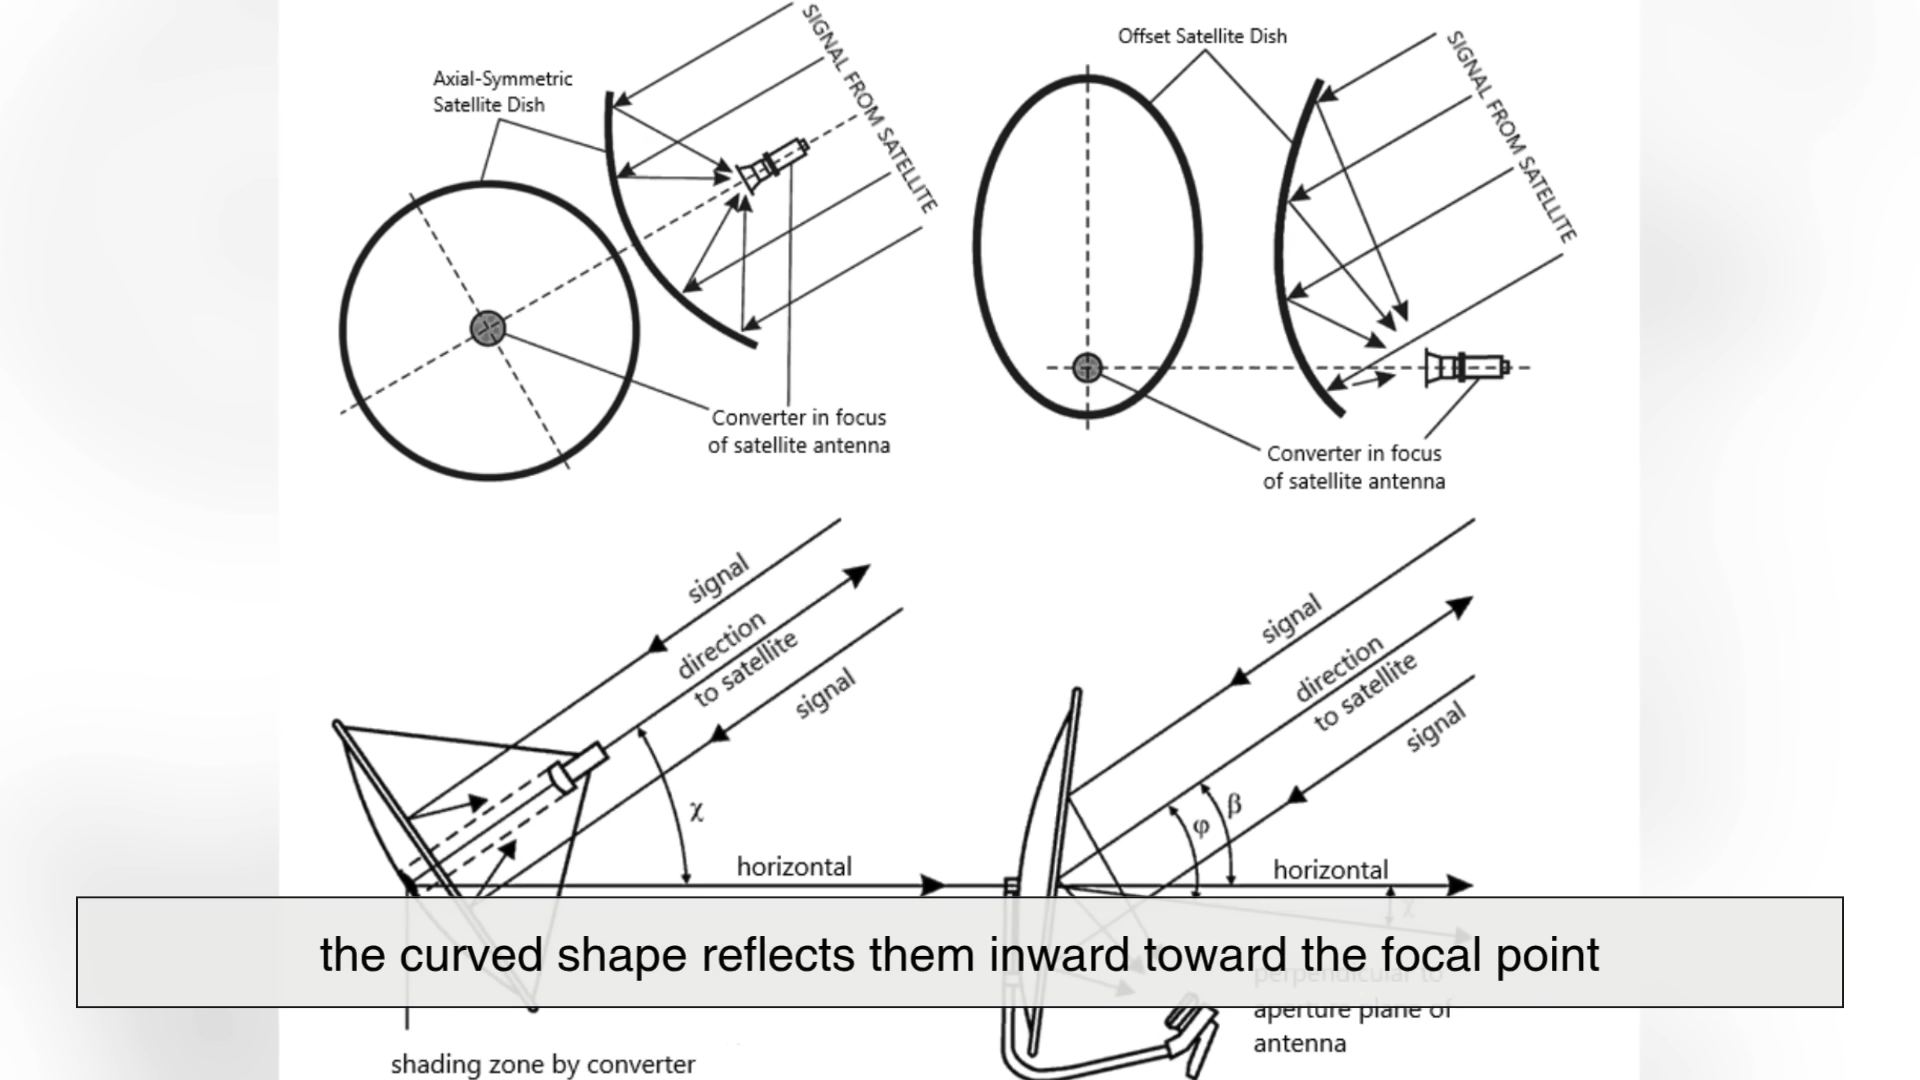 Axial-Symmetric
Satellite Dish
SIGNAL FROM SATELLITE
Converter in focus
of satellite antenna
Offset Satellite Dish
SIGNAL FROM SATELLITE
Converter in focus
of satellite antenna
signal
direction
to satellite
signal
χ
horizontal
shading zone by converter
signal
direction
to satellite
signal
β
φ
horizontal
χ
perpendicular to
aperture plane of
antenna
the curved shape reflects them inward toward the focal point